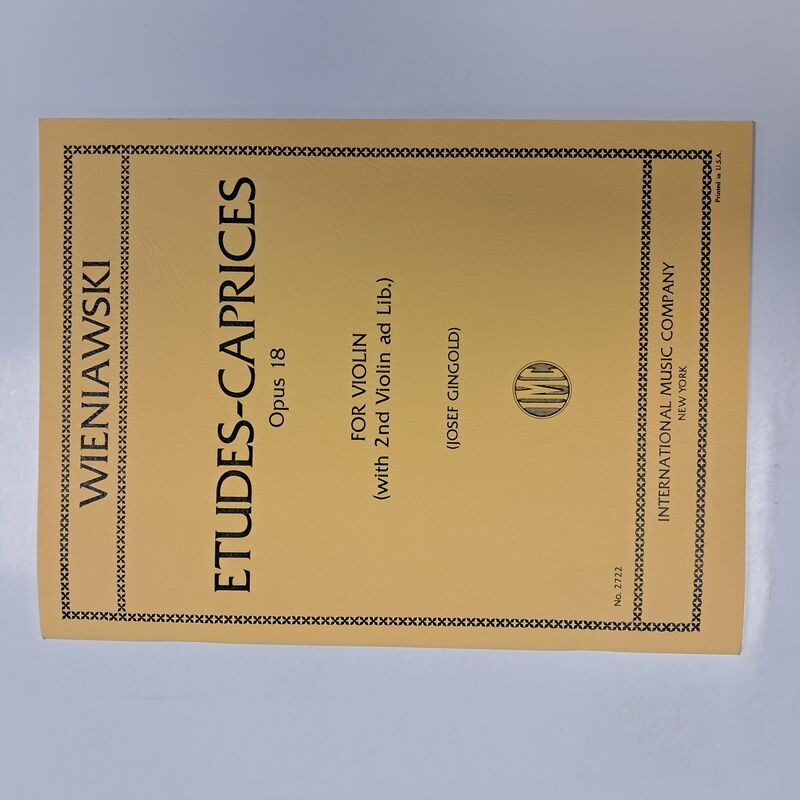 WIENIAWSKI
ETUDES-CAPRICES
Opus 18
FOR VIOLIN
(with 2nd Violin ad Lib.)
(JOSEF GINGOLD)
IMC
No. 2722
INTERNATIONAL MUSIC COMPANY
NEW YORK
Printed in U.S.A.